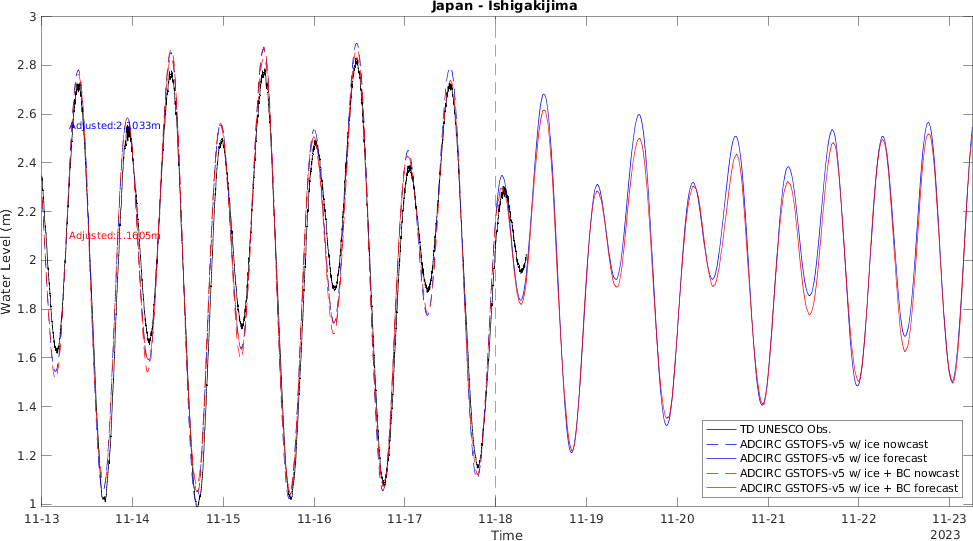 Japan - Ishigakijima
3
2.8
2.6
2.4
2.2
2
1.8
1.6
1.4
1.2
1
Water Level (m)
Adjusted:2.1033m
Adjusted:1.1605m
TD UNESCO Obs.
ADCIRC GSTOFS-v5 w/ ice nowcast
ADCIRC GSTOFS-v5 w/ ice forecast
ADCIRC GSTOFS-v5 w/ ice + BC nowcast
ADCIRC GSTOFS-v5 w/ ice + BC forecast
11-13 11-14 11-15 11-16 11-17 11-18 11-19 11-20 11-21 11-22 11-23
2023
Time